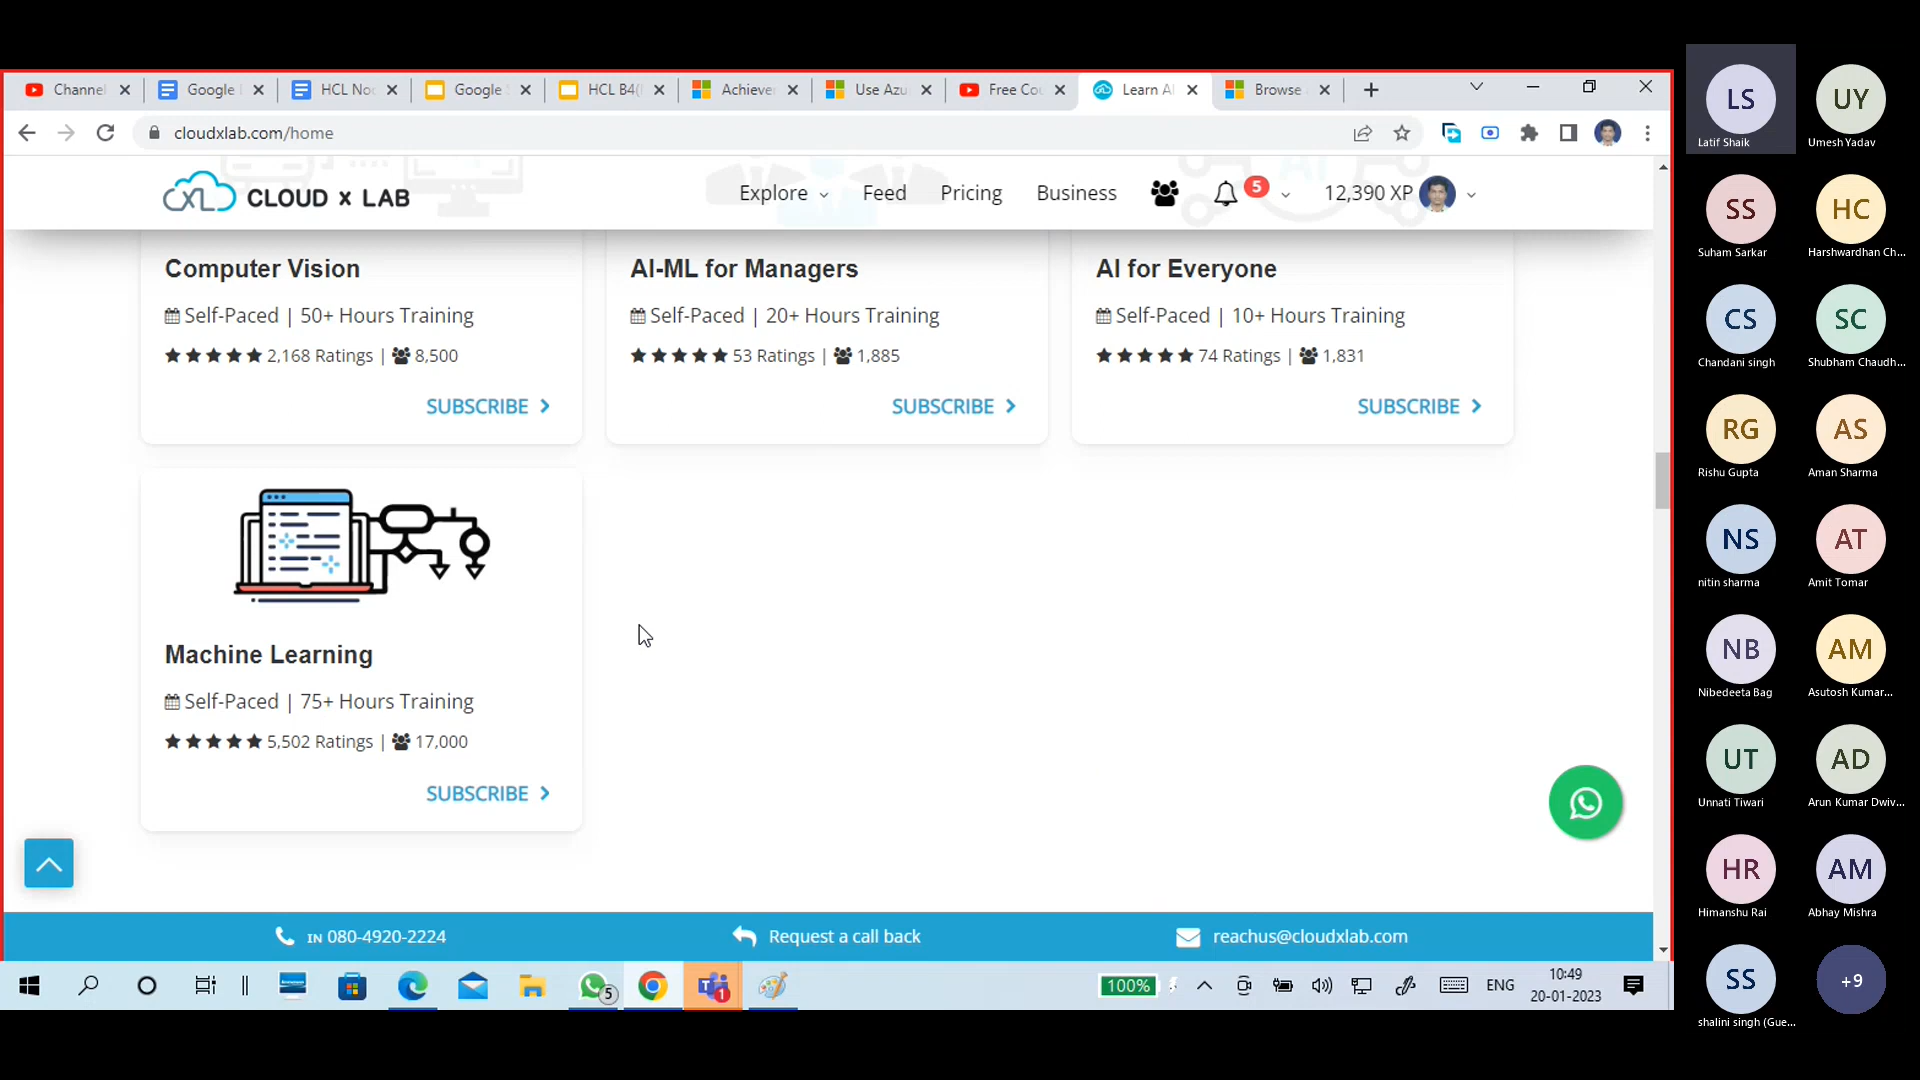 Channe
Google
HCL No
Google
HCL B4(
Achieve
Use Azu
Free Co
Learn A
Browse
cloudxlab.com/home
CLOUD x LAB
Explore
Feed
Pricing
Business
5
12,390 XP
Computer Vision
Self-Paced | 50+ Hours Training
2,168 Ratings | 8,500
SUBSCRIBE
AI-ML for Managers
Self-Paced | 20+ Hours Training
53 Ratings | 1,885
SUBSCRIBE
AI for Everyone
Self-Paced | 10+ Hours Training
74 Ratings | 1,831
SUBSCRIBE
Machine Learning
Self-Paced | 75+ Hours Training
5,502 Ratings | 17,000
SUBSCRIBE
IN 080-4920-2224
Request a call back
reachus@cloudxlab.com
5
1
100%
ENG
10:49
20-01-2023
LS
Latif Shaik
UY
Umesh Yadav
SS
Suham Sarkar
HC
Harshwardhan Ch...
CS
Chandani singh
SC
Shubham Chaudh...
RG
Rishu Gupta
AS
Aman Sharma
NS
nitin sharma
AT
Amit Tomar
NB
Nibedeeta Bag
AM
Asutosh Kumar...
UT
Unnati Tiwari
AD
Arun Kumar Dwiv...
HR
Himanshu Rai
AM
Abhay Mishra
SS
shalini singh (Gue...
+9